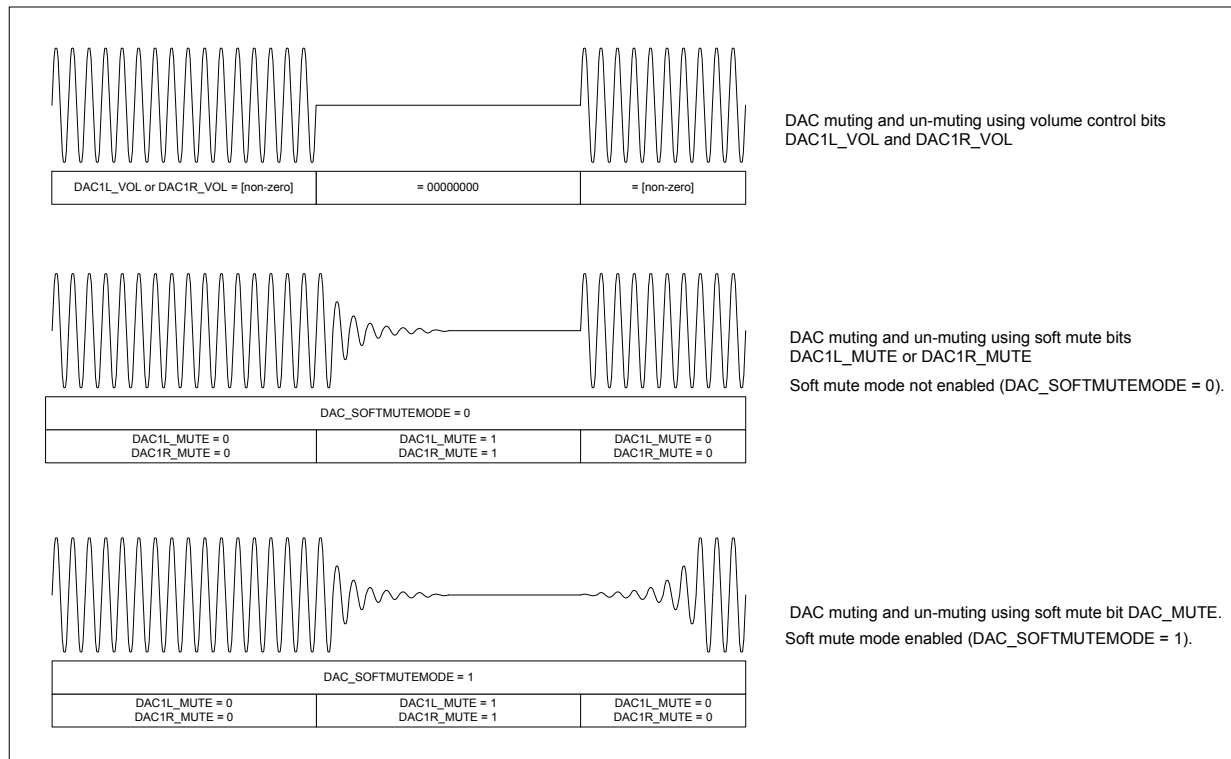 DAC muting and un-muting using volume control bits
DAC1L_VOL and DAC1R_VOL
DAC1L_VOL or DAC1R_VOL = [non-zero]
= 00000000
= [non-zero]
DAC muting and un-muting using soft mute bits
DAC1L_MUTE or DAC1R_MUTE
Soft mute mode not enabled (DAC_SOFTMUTEMODE = 0).
DAC_SOFTMUTEMODE = 0
DAC1L_MUTE = 0
DAC1R_MUTE = 0
DAC1L_MUTE = 1
DAC1R_MUTE = 1
DAC1L_MUTE = 0
DAC1R_MUTE = 0
DAC muting and un-muting using soft mute bit DAC_MUTE.
Soft mute mode enabled (DAC_SOFTMUTEMODE = 1).
DAC_SOFTMUTEMODE = 1
DAC1L_MUTE = 0
DAC1R_MUTE = 0
DAC1L_MUTE = 1
DAC1R_MUTE = 1
DAC1L_MUTE = 0
DAC1R_MUTE = 0